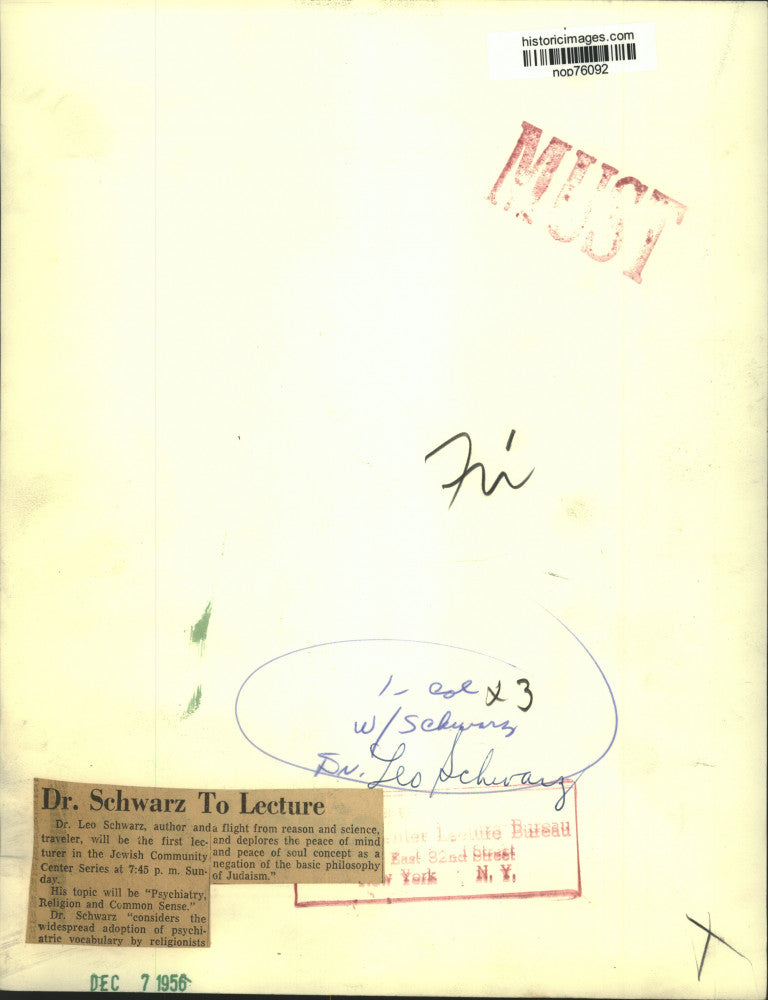 historicimages.com
nop76092
MUST
Fri
1- col x 3
w/ Schwarz
Dr. Leo Schwarz
Dr. Schwarz To Lecture
Dr. Leo Schwarz, author and
traveler, will be the first lec-
turer in the Jewish Community
Center Series at 7:45 p. m. Sun-
day.
His topic will be "Psychiatry,
Religion and Common Sense."
Dr. Schwarz "considers the
widespread adoption of psychi-
atric vocabulary by religionists
a flight from reason and science,
and deplores the peace of mind
and peace of soul concept as a
negation of the basic philosophy
of Judaism."
Lecture Bureau
East 92nd Street
York N. Y.
DEC 7 1956